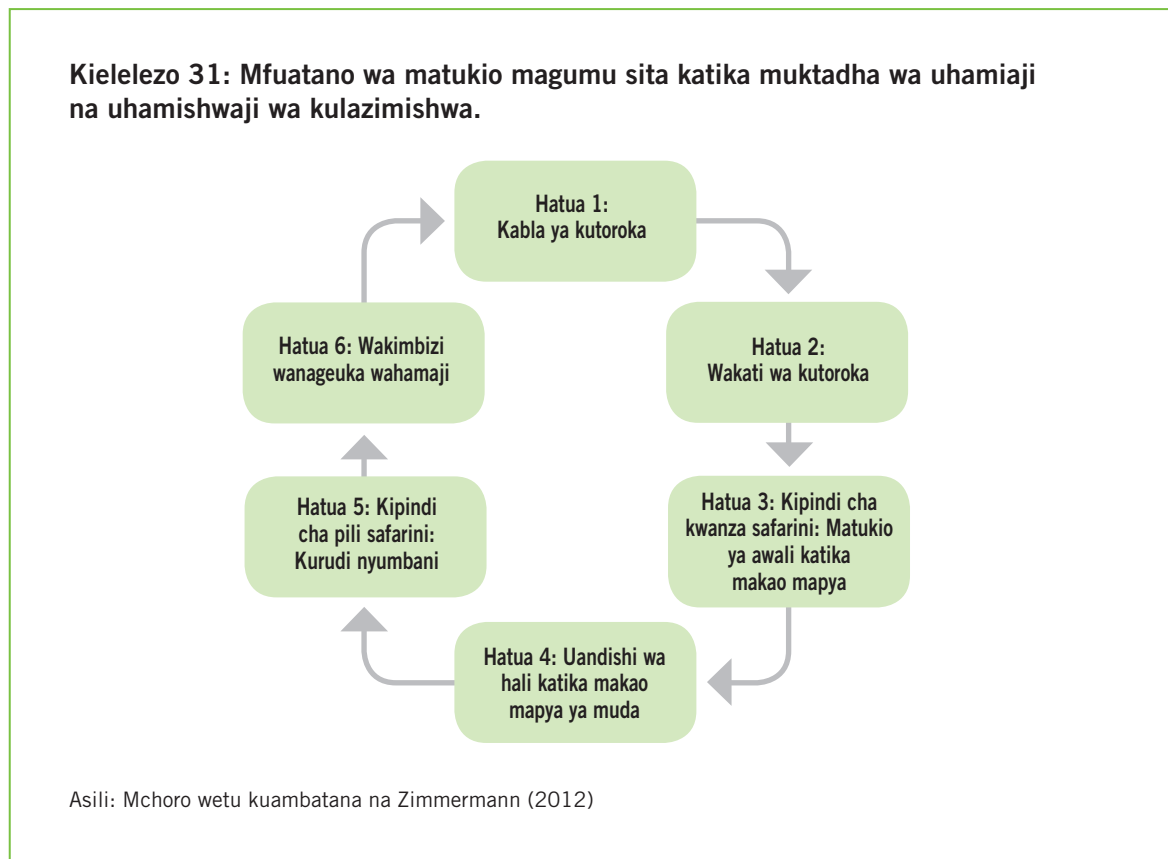 Kielelezo 31: Mfuatano wa matukio magumu sita katika muktadha wa uhamiaji
na uhamishwaji wa kulazimishwa.
Hatua 1:
Kabla ya kutoroka
Hatua 2:
Wakati wa kutoroka
Hatua 3: Kipindi cha
kwanza safarini: Matukio
ya awali katika
makao mapya
Hatua 4: Uandishi wa
hali katika makao
mapya ya muda
Hatua 5: Kipindi
cha pili safarini:
Kurudi nyumbani
Hatua 6: Wakimbizi
wanageuka wahamaji
Asili: Mchoro wetu kuambatana na Zimmermann (2012)